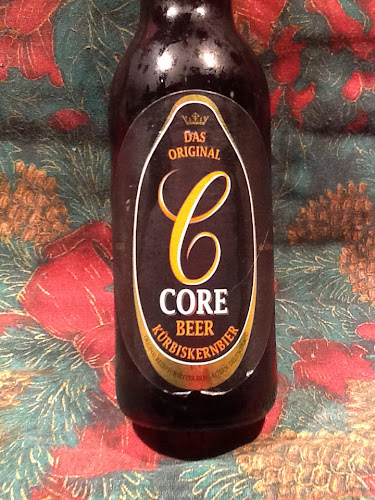 DAS
ORIGINAL
C
CORE
BEER
KÜRBISKERNBIER